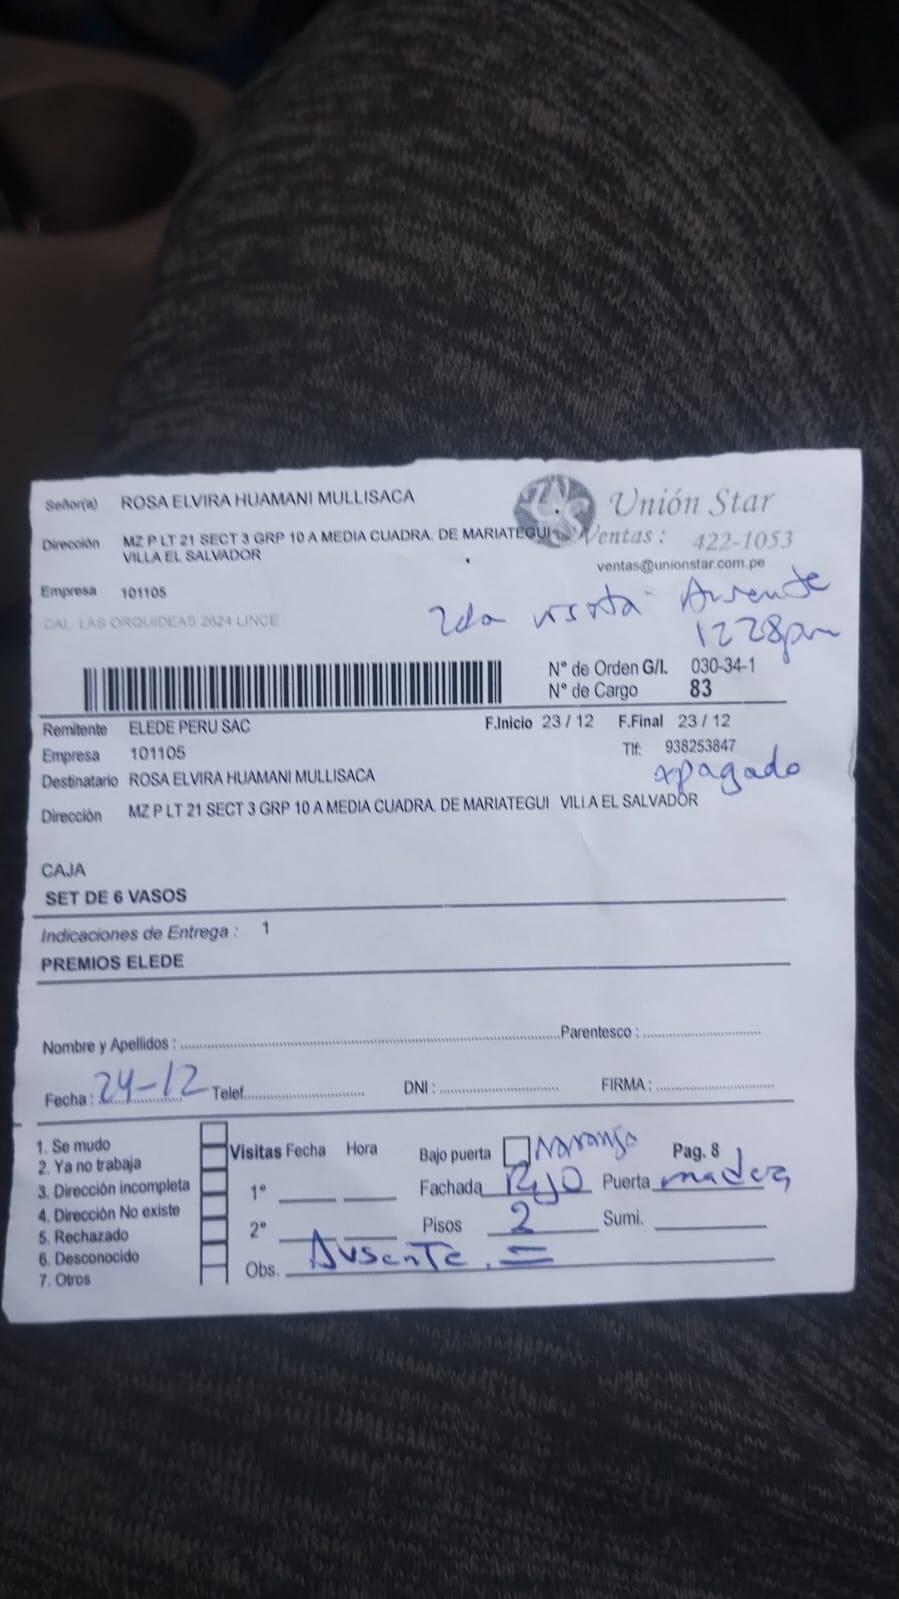 Señor(a) ROSA ELVIRA HUAMANI MULLISACA
Unión Star
Dirección MZ P LT 21 SECT 3 GRP 10 A MEDIA CUADRA. DE MARIATEGUI
VILLA EL SALVADOR
Ventas : 422-1053
ventas@unionstar.com.pe
Empresa 101105
CAL. LAS ORQUIDEAS 2624 LINCE
2da visita Ausente
12 28pm
N° de Orden G/I. 030-34-1
N° de Cargo 83
Remitente ELEDE PERU SAC F.Inicio 23 / 12 F.Final 23 / 12
Empresa 101105 Tlf: 938253847
apagado
Destinatario ROSA ELVIRA HUAMANI MULLISACA
Dirección MZ P LT 21 SECT 3 GRP 10 A MEDIA CUADRA. DE MARIATEGUI VILLA EL SALVADOR
CAJA
SET DE 6 VASOS
Indicaciones de Entrega : 1
PREMIOS ELEDE
Nombre y Apellidos : Parentesco :
Fecha : 24-12 Telef. DNI : FIRMA :
1. Se mudo
2. Ya no trabaja
3. Dirección incompleta
4. Dirección No existe
5. Rechazado
6. Desconocido
7. Otros
Visitas Fecha Hora
1°
2°
Bajo puerta Naranja Pag. 8
Fachada Rojo Puerta madera
Pisos 2 Sumi.
Obs. Ausente. =